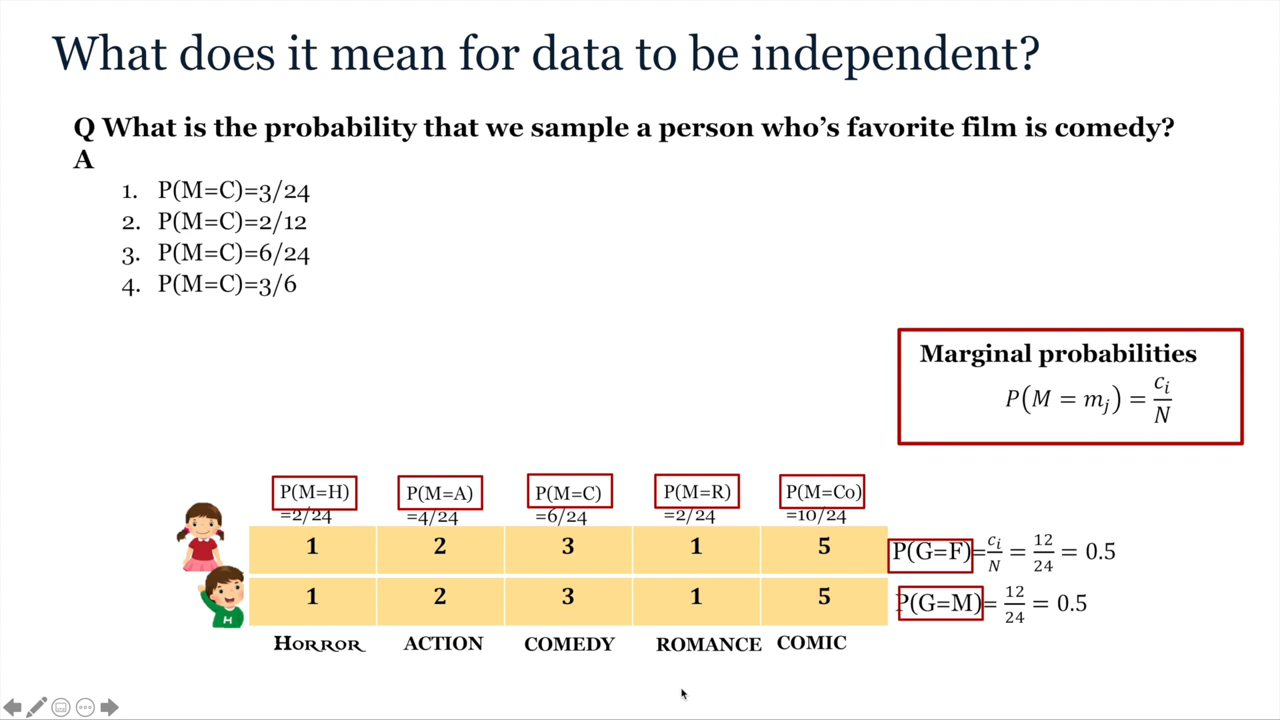 What does it mean for data to be independent?
Q What is the probability that we sample a person who's favorite film is comedy?
A
1. P(M=C)=3/24
2. P(M=C)=2/12
3. P(M=C)=6/24
4. P(M=C)=3/6
Marginal probabilities
P(M = mⱼ) = cᵢ/N
P(M=H) P(M=A) P(M=C) P(M=R) P(M=Co)
=2/24 =4/24 =6/24 =2/24 =10/24
1 2 3 1 5 P(G=F)=cᵢ/N = 12/24 = 0.5
1 2 3 1 5 P(G=M)= 12/24 = 0.5
H
HORROR ACTION COMEDY ROMANCE COMIC